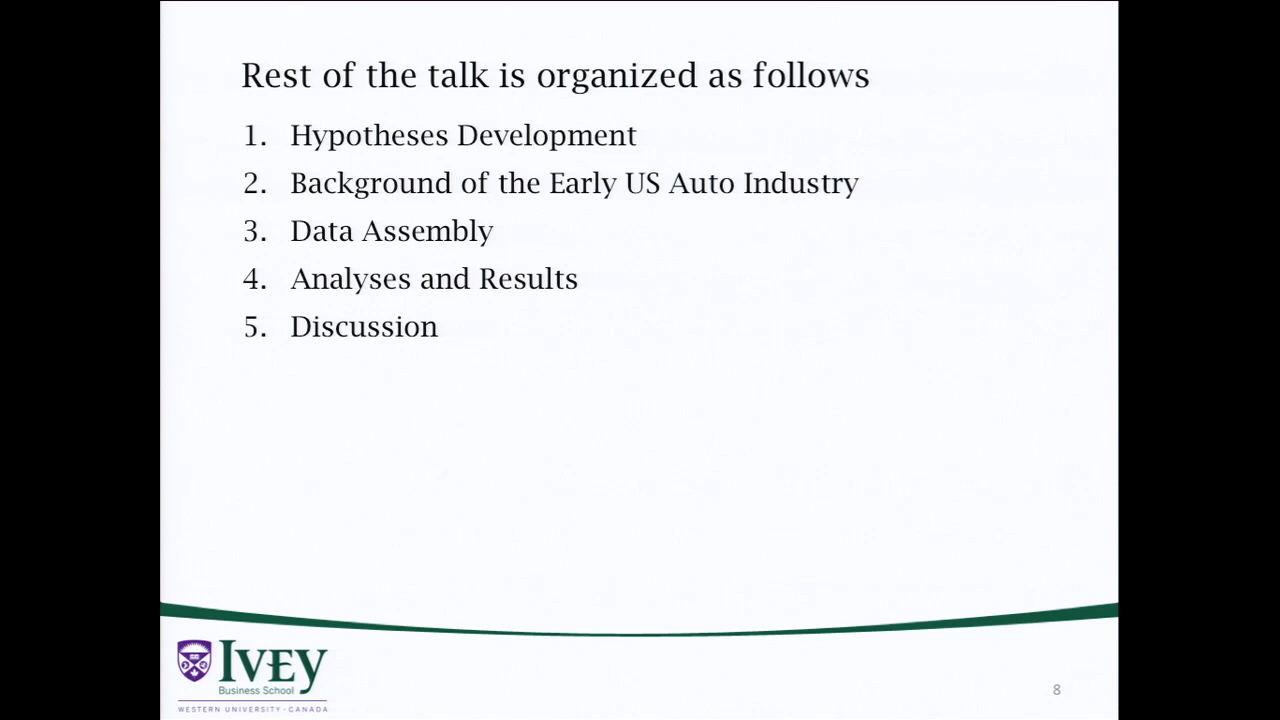 Rest of the talk is organized as follows
1. Hypotheses Development
2. Background of the Early US Auto Industry
3. Data Assembly
4. Analyses and Results
5. Discussion
IVEY
Business School
WESTERN UNIVERSITY · CANADA
8